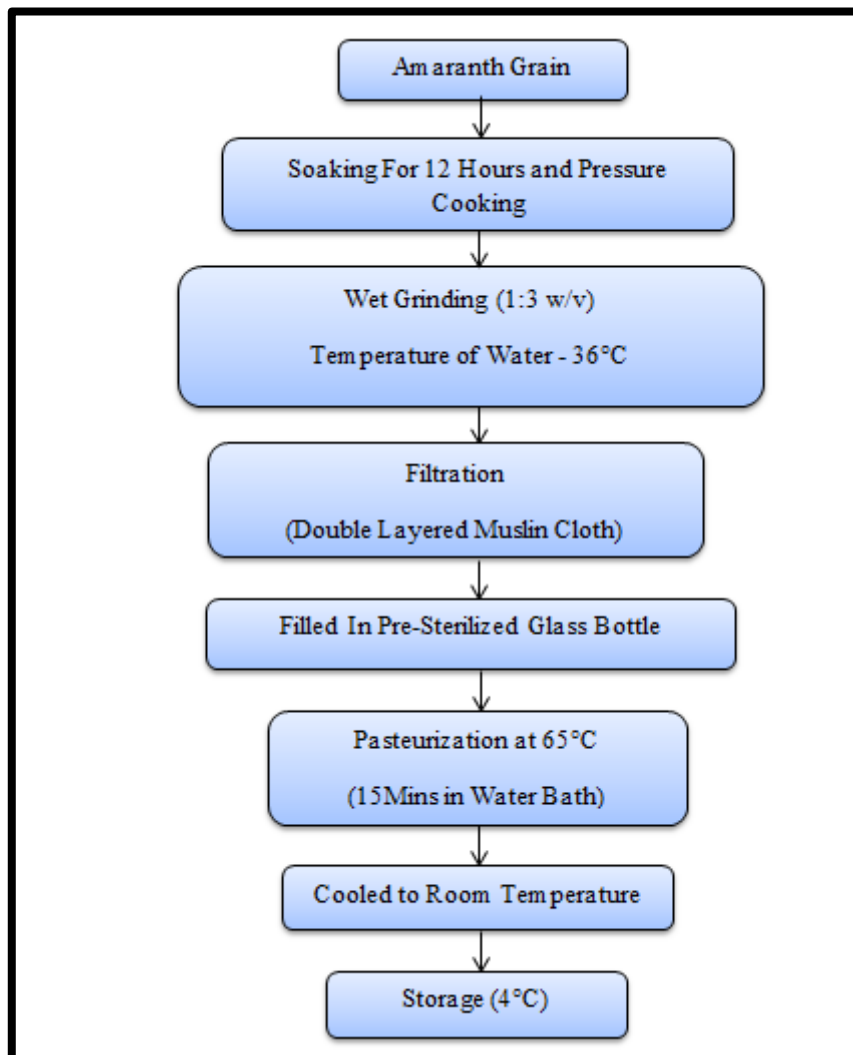 Amaranth Grain
Soaking For 12 Hours and Pressure
Cooking
Wet Grinding (1:3 w/v)
Temperature of Water - 36°C
Filtration
(Double Layered Muslin Cloth)
Filled In Pre-Sterilized Glass Bottle
Pasteurization at 65°C
(15Mins in Water Bath)
Cooled to Room Temperature
Storage (4°C)